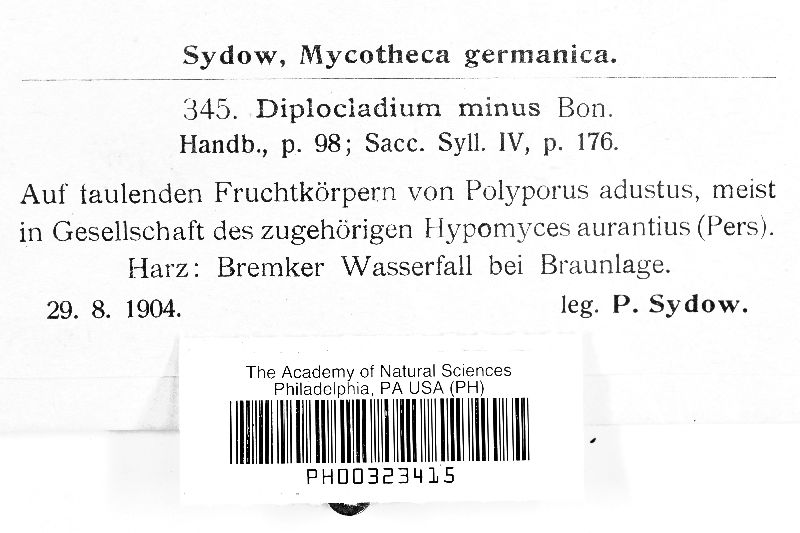 Sydow, Mycotheca germanica.
345. Diplocladium minus Bon.
Handb., p. 98; Sacc. Syll. IV, p. 176.
Auf faulenden Fruchtkörpern von Polyporus adustus, meist
in Gesellschaft des zugehörigen Hypomyces aurantius (Pers).
Harz: Bremker Wasserfall bei Braunlage.
29. 8. 1904. leg. P. Sydow.
The Academy of Natural Sciences
Philadelphia, PA USA (PH)
PH00323415